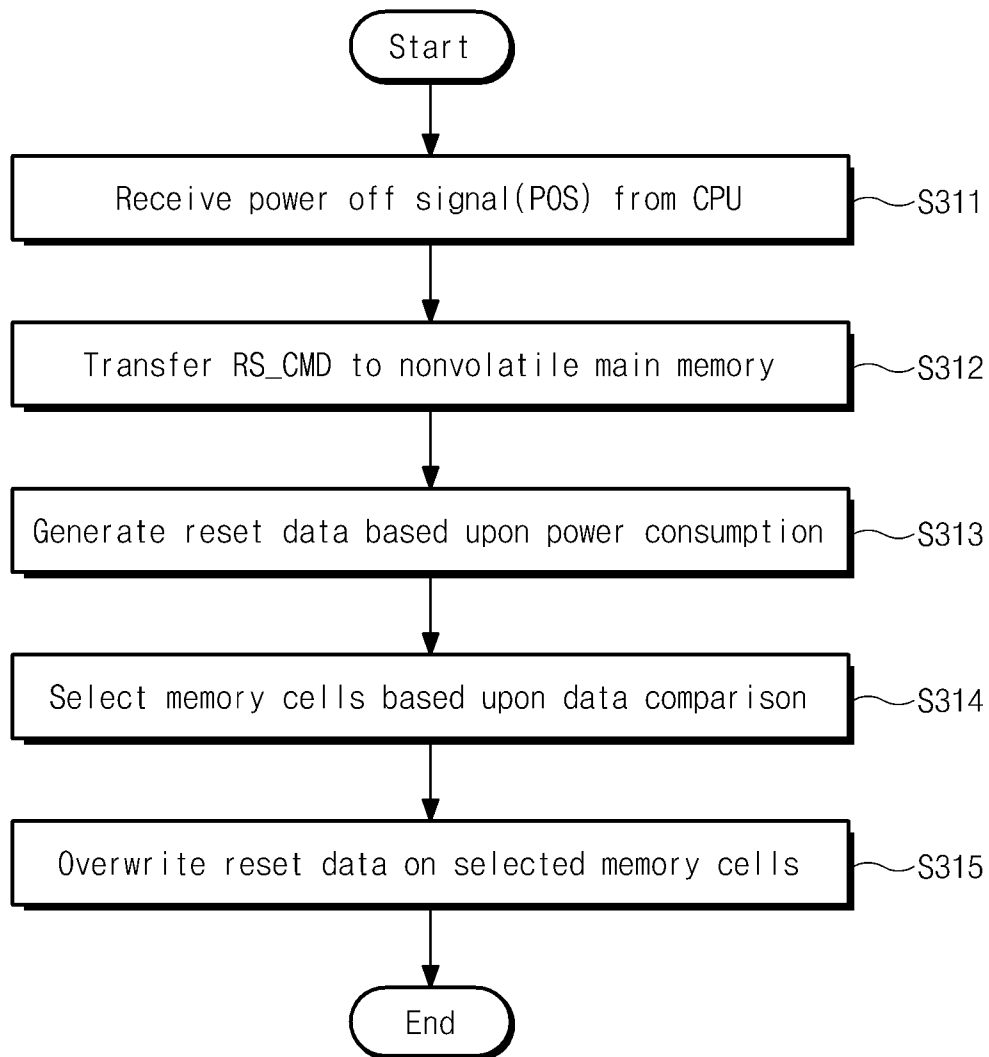 Start
Receive power off signal(POS) from CPU
S311
Transfer RS_CMD to nonvolatile main memory
S312
Generate reset data based upon power consumption
S313
Select memory cells based upon data comparison
S314
Overwrite reset data on selected memory cells
S315
End